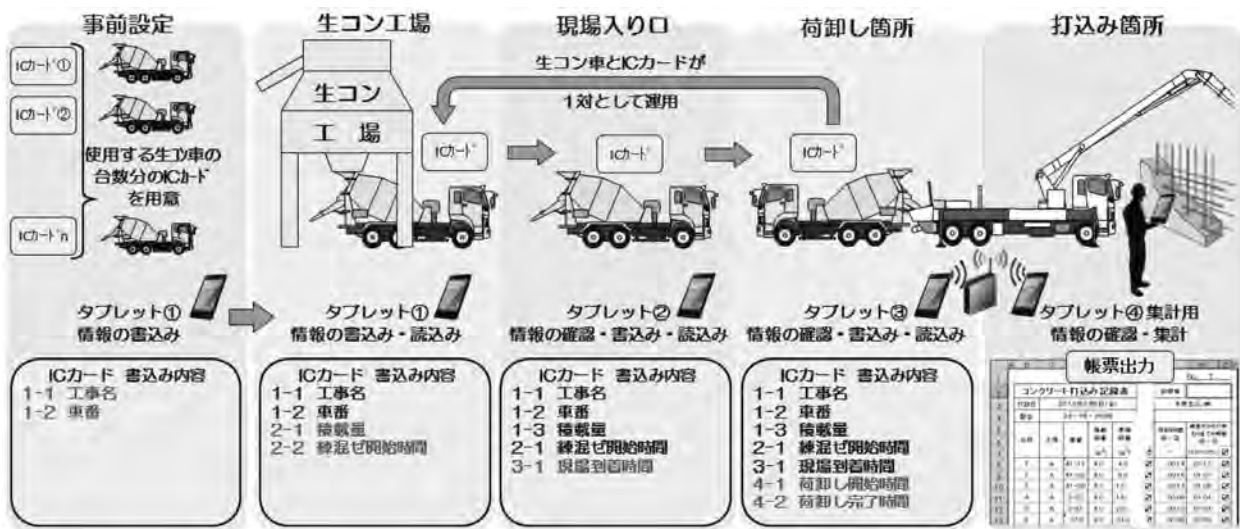 事前設定
生コン工場
現場入り口
荷卸し箇所
打込み箇所
ICカード①
ICカード②
使用する生コン車の
台数分のICカード
を用意
ICカードn
生コン
工 場
生コン車とICカードが
1対として運用
ICカード
ICカード
ICカード
タブレット①
情報の書込み
タブレット①
情報の書込み・読込み
タブレット②
情報の確認・書込み・読込み
タブレット③
情報の確認・書込み・読込み
タブレット④集計用
情報の確認・集計
ICカード 書込み内容
1-1 工事名
1-2 車番
ICカード 書込み内容
1-1 工事名
1-2 車番
2-1 積載量
2-2 練混ぜ開始時間
ICカード 書込み内容
1-1 工事名
1-2 車番
1-3 積載量
2-1 練混ぜ開始時間
3-1 現場到着時間
ICカード 書込み内容
1-1 工事名
1-2 車番
1-3 積載量
2-1 練混ぜ開始時間
3-1 現場到着時間
4-1 荷卸し開始時間
4-2 荷卸し完了時間
帳票出力
コンクリート打込み記録表